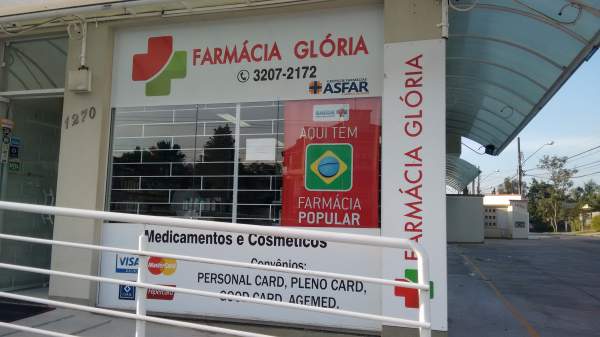 FARMÁCIA GLÓRIA
3207-2172
ASFAR
1270
AQUI TEM
FARMÁCIA
POPULAR
FARMÁCIA GLÓRIA
Medicamentos e Cosméticos
Convênios:
VISA
MasterCard
PERSONAL CARD, PLENO CARD,
GOOD CARD, AGEMED,
Hipercard